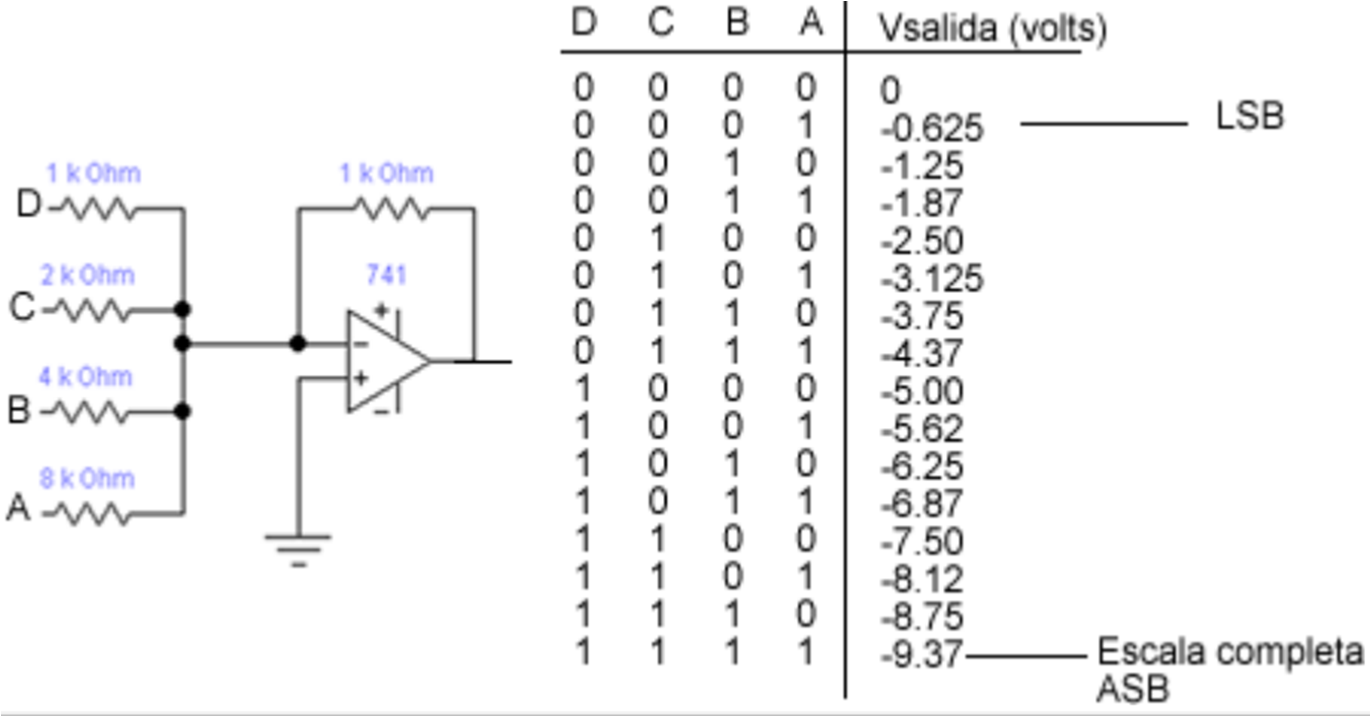 D C B A Vsalida (volts)
0 0 0 0 0
0 0 0 1 -0.625 LSB
0 0 1 0 -1.25
0 0 1 1 -1.87
0 1 0 0 -2.50
0 1 0 1 -3.125
0 1 1 0 -3.75
0 1 1 1 -4.37
1 0 0 0 -5.00
1 0 0 1 -5.62
1 0 1 0 -6.25
1 0 1 1 -6.87
1 1 0 0 -7.50
1 1 0 1 -8.12
1 1 1 0 -8.75
1 1 1 1 -9.37 Escala completa
ASB
1 k Ohm 1 k Ohm
D
2 k Ohm 741
C +
-
4 k Ohm +
B -
8 k Ohm
A